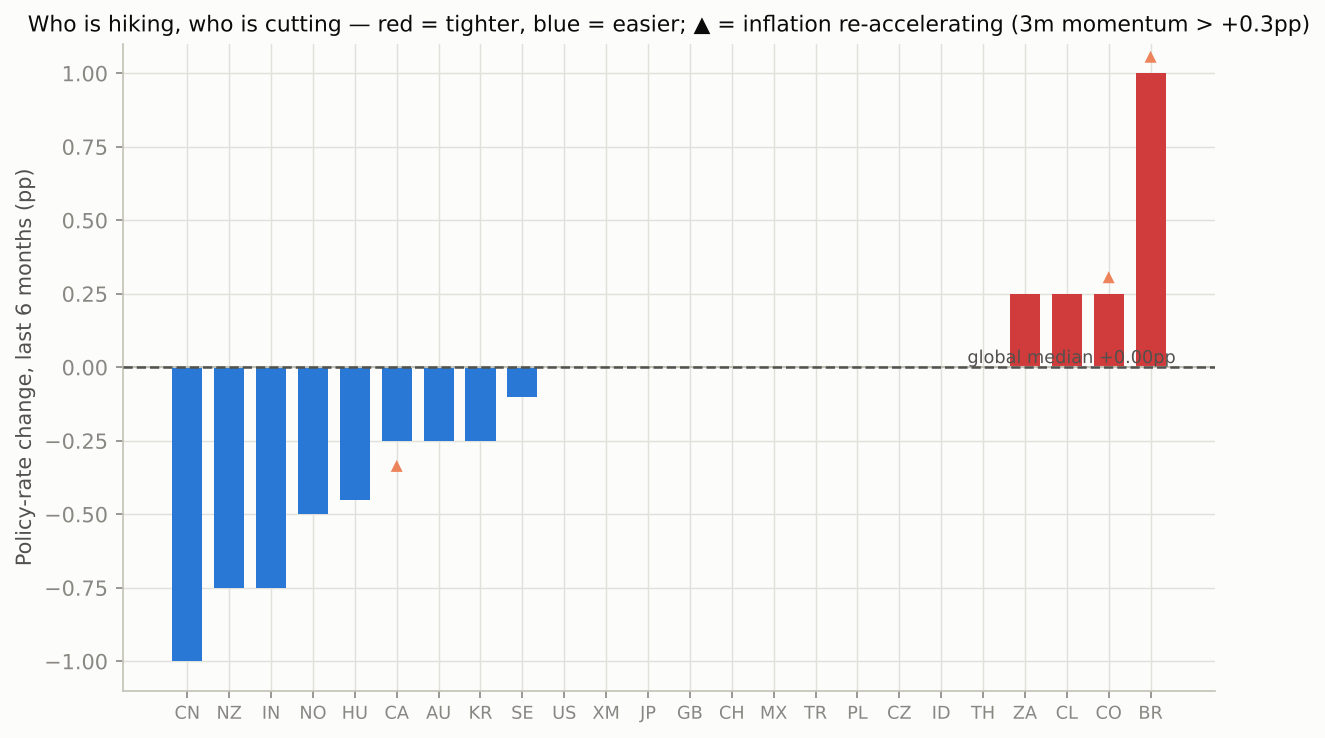 Who is hiking, who is cutting — red = tighter, blue = easier; ▲ = inflation re-accelerating (3m momentum > +0.3pp)
Policy-rate change, last 6 months (pp)
1.00
0.75
0.50
0.25
0.00
−0.25
−0.50
−0.75
−1.00
global median +0.00pp
CN NZ IN NO HU CA AU KR SE US XM JP GB CH MX TR PL CZ ID TH ZA CL CO BR